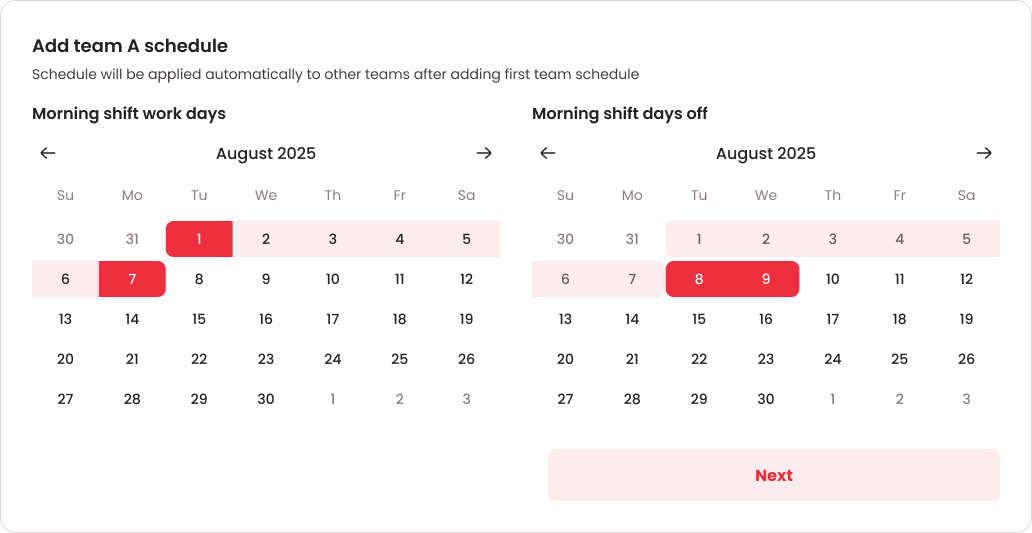 Add team A schedule
Schedule will be applied automatically to other teams after adding first team schedule
Morning shift work days
August 2025
Su Mo Tu We Th Fr Sa
30 31 1 2 3 4 5
6 7 8 9 10 11 12
13 14 15 16 17 18 19
20 21 22 23 24 25 26
27 28 29 30 1 2 3
Morning shift days off
August 2025
Su Mo Tu We Th Fr Sa
30 31 1 2 3 4 5
6 7 8 9 10 11 12
13 14 15 16 17 18 19
20 21 22 23 24 25 26
27 28 29 30 1 2 3
Next